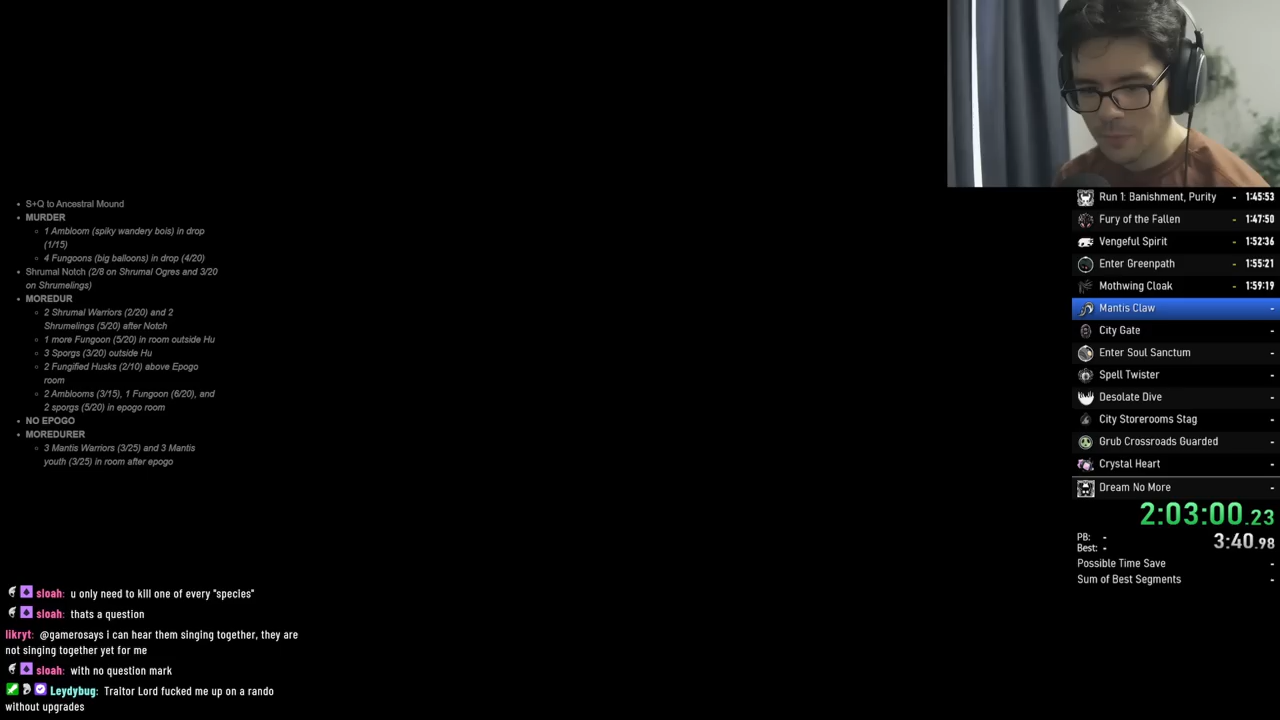 S+Q to Ancestral Mound
MURDER
1 Ambloom (spiky wandery bois) in drop
(1/15)
4 Fungoons (big balloons) in drop (4/20)
Shrumal Notch (2/8 on Shrumal Ogres and 3/20
on Shrumelings)
MOREDUR
2 Shrumal Warriors (2/20) and 2
Shrumelings (5/20) after Notch
1 more Fungoon (5/20) in room outside Hu
3 Sporgs (3/20) outside Hu
2 Fungified Husks (2/10) above Epogo
room
2 Amblooms (3/15), 1 Fungoon (6/20), and
2 sporgs (5/20) in epogo room
NO EPOGO
MOREDURER
3 Mantis Warriors (3/25) and 3 Mantis
youth (3/25) in room after epogo
sloah: u only need to kill one of every "species"
sloah: thats a question
likryt: @gamerosays i can hear them singing together, they are
not singing together yet for me
sloah: with no question mark
Leydybug: Traitor Lord fucked me up on a rando
without upgrades
Run 1: Banishment, Purity - 1:45:53
Fury of the Fallen - 1:47:50
Vengeful Spirit - 1:52:36
Enter Greenpath - 1:55:21
Mothwing Cloak - 1:59:19
Mantis Claw -
City Gate -
Enter Soul Sanctum -
Spell Twister -
Desolate Dive -
City Storerooms Stag -
Grub Crossroads Guarded -
Crystal Heart -
Dream No More -
2:03:00.23
PB: - 3:40.98
Best: -
Possible Time Save -
Sum of Best Segments -